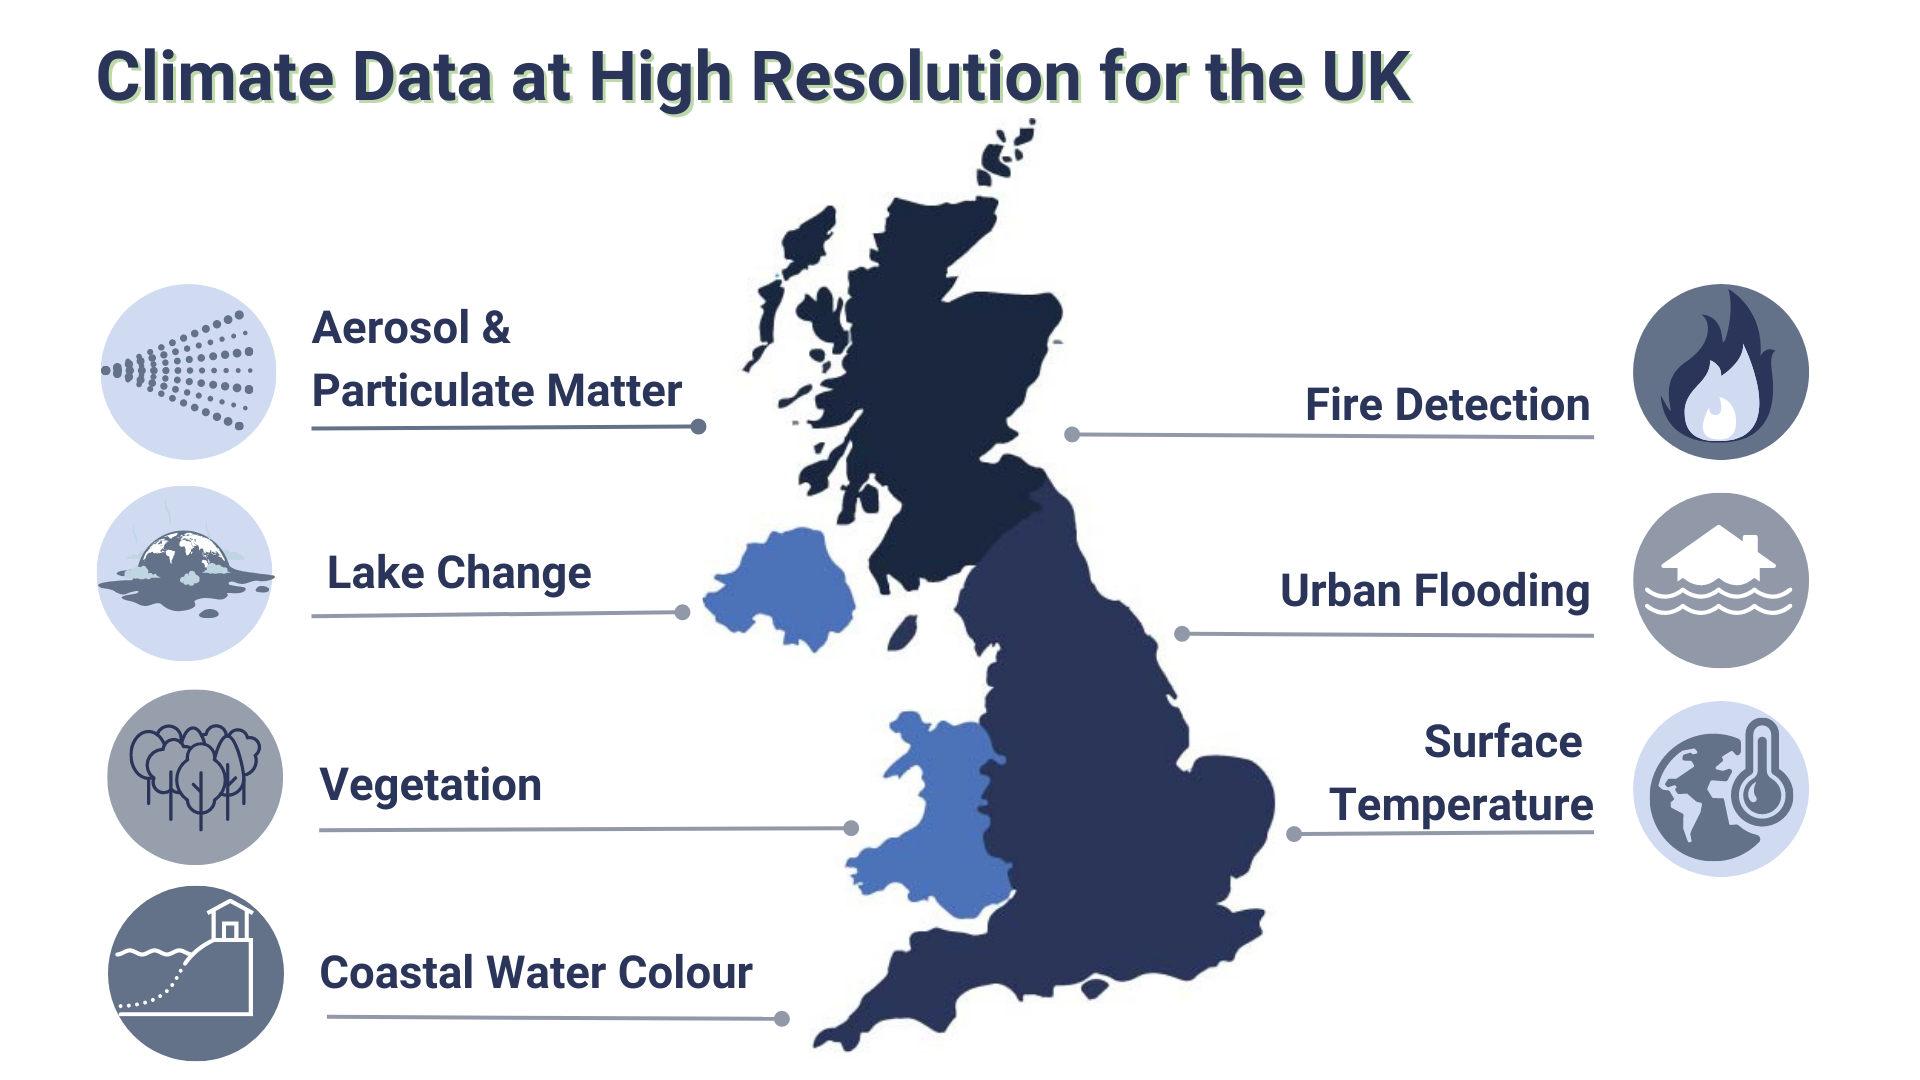 Climate Data at High Resolution for the UK
Aerosol &
Particulate Matter
Lake Change
Vegetation
Coastal Water Colour
Fire Detection
Urban Flooding
Surface
Temperature